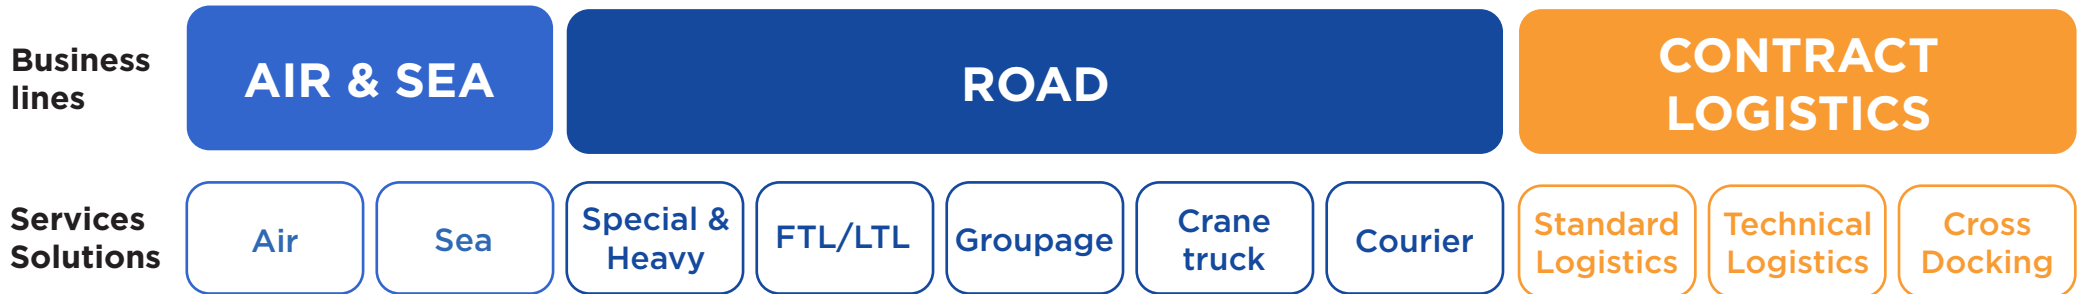 Business
lines
AIR & SEA
ROAD
CONTRACT
LOGISTICS
Services
Solutions
Air
Sea
Special &
Heavy
FTL/LTL
Groupage
Crane
truck
Courier
Standard
Logistics
Technical
Logistics
Cross
Docking